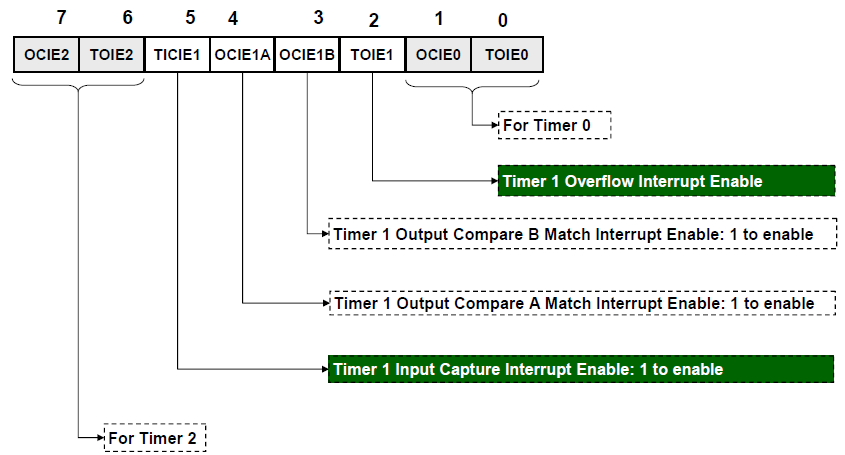 7 6 5 4 3 2 1 0
OCIE2 TOIE2 TICIE1 OCIE1A OCIE1B TOIE1 OCIE0 TOIE0
For Timer 0
Timer 1 Overflow Interrupt Enable
Timer 1 Output Compare B Match Interrupt Enable: 1 to enable
Timer 1 Output Compare A Match Interrupt Enable: 1 to enable
Timer 1 Input Capture Interrupt Enable: 1 to enable
For Timer 2